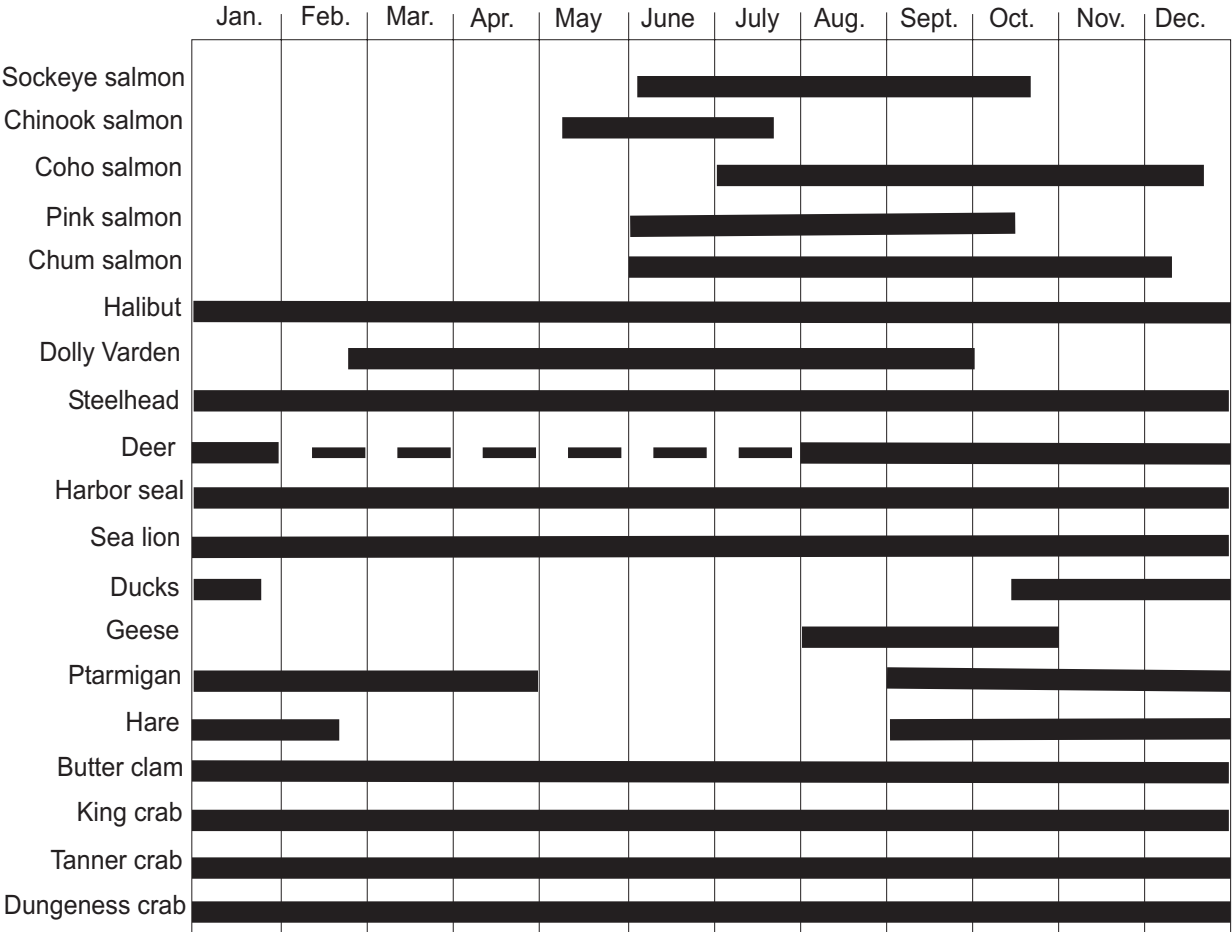 Jan. Feb. Mar. Apr. May June July Aug. Sept. Oct. Nov. Dec.
Sockeye salmon
Chinook salmon
Coho salmon
Pink salmon
Chum salmon
Halibut
Dolly Varden
Steelhead
Deer
Harbor seal
Sea lion
Ducks
Geese
Ptarmigan
Hare
Butter clam
King crab
Tanner crab
Dungeness crab